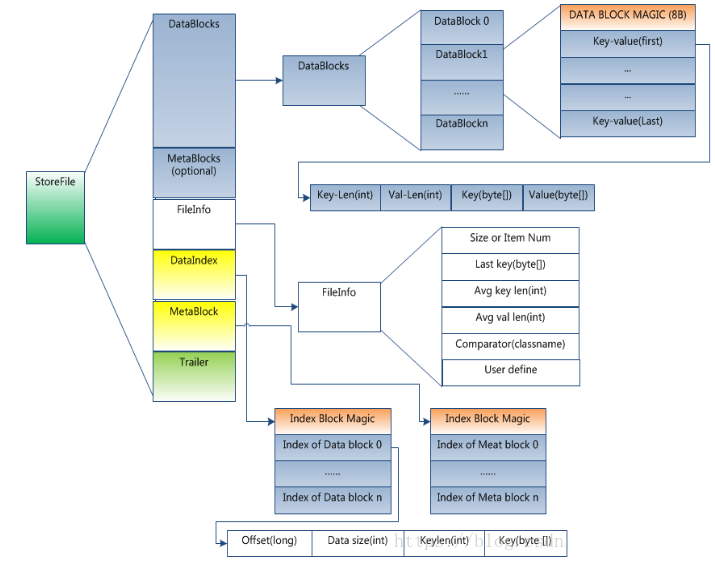 DataBlocks
DataBlock 0
DATA BLOCK MAGIC (8B)
Key-value(first)
DataBlocks
DataBlock1
...
......
...
DataBlockn
Key-value(Last)
MetaBlocks
(optional)
StoreFile
Key-Len(int) Val-Len(int) Key(byte[]) Value(byte[])
FileInfo
Size or Item Num
DataIndex
Last key(byte[])
FileInfo
Avg key len(int)
MetaBlock
Avg val len(int)
Comparator(classname)
Trailer
User define
Index Block Magic
Index Block Magic
Index of Data block 0
Index of Meat block 0
......
......
Index of Data block n
Index of Meta block n
Offset(long) Data size(int) Keylen(int) Key(byte [])